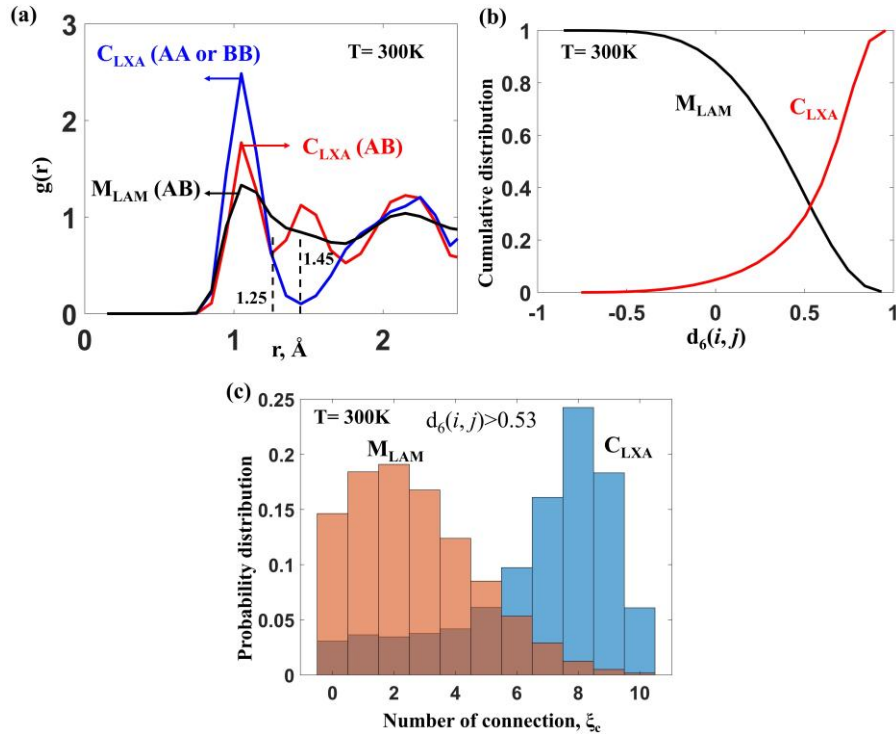 (a)
3
2
1
0
g(r)
C_LXA (AA or BB)
T= 300K
C_LXA (AB)
M_LAM (AB)
1.25
1.45
0
1
2
r, Å
(b)
1
0.8
0.6
0.4
0.2
0
Cumulative distribution
T= 300K
M_LAM
C_LXA
-1
-0.5
0
0.5
1
d₆(i, j)
(c)
0.25
0.2
0.15
0.1
0.05
0
Probability distribution
T= 300K
d₆(i, j)>0.53
M_LAM
C_LXA
0
2
4
6
8
10
Number of connection, ξ_c